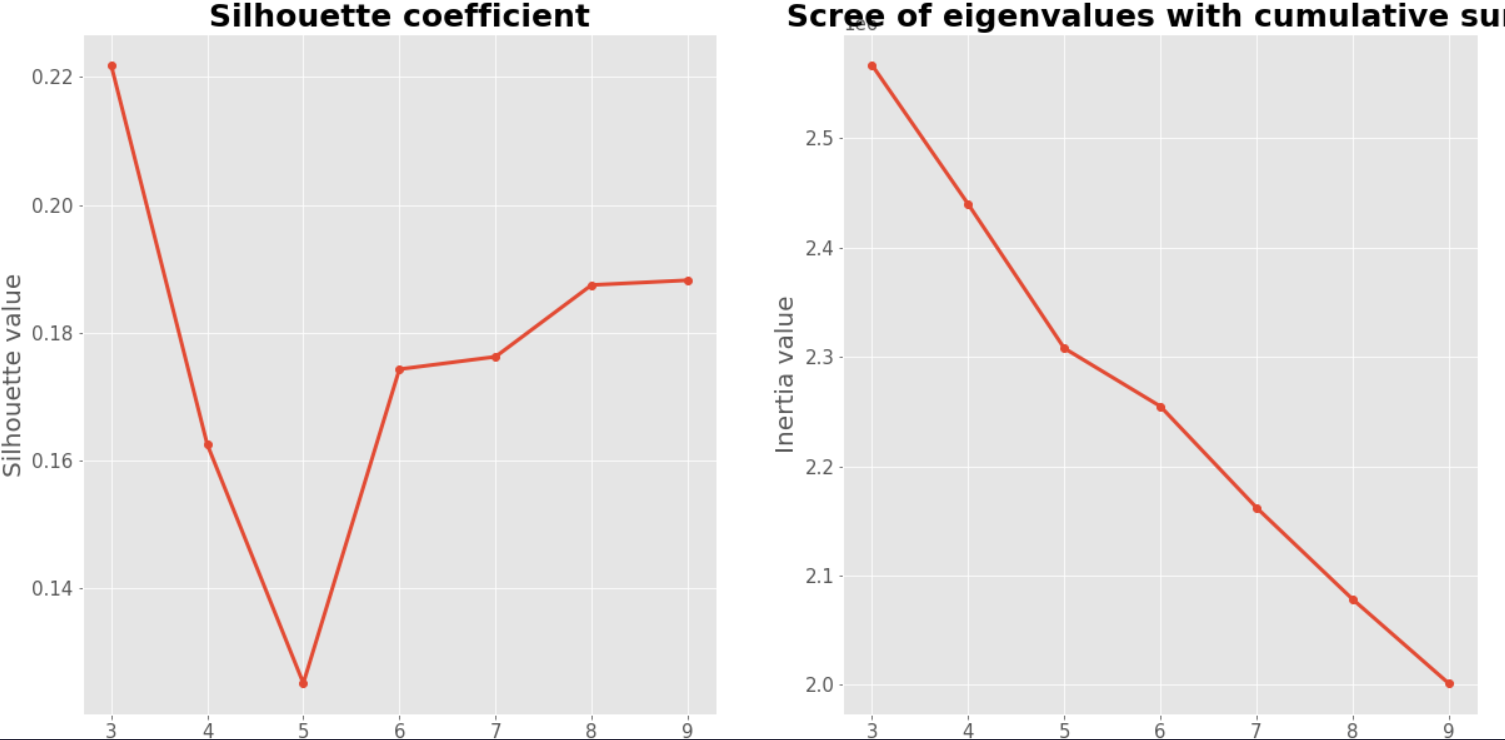 Silhouette coefficient
Silhouette value
0.22
0.20
0.18
0.16
0.14
3 4 5 6 7 8 9
Scree of eigenvalues with cumulative su
1e6
Inertia value
2.5
2.4
2.3
2.2
2.1
2.0
3 4 5 6 7 8 9